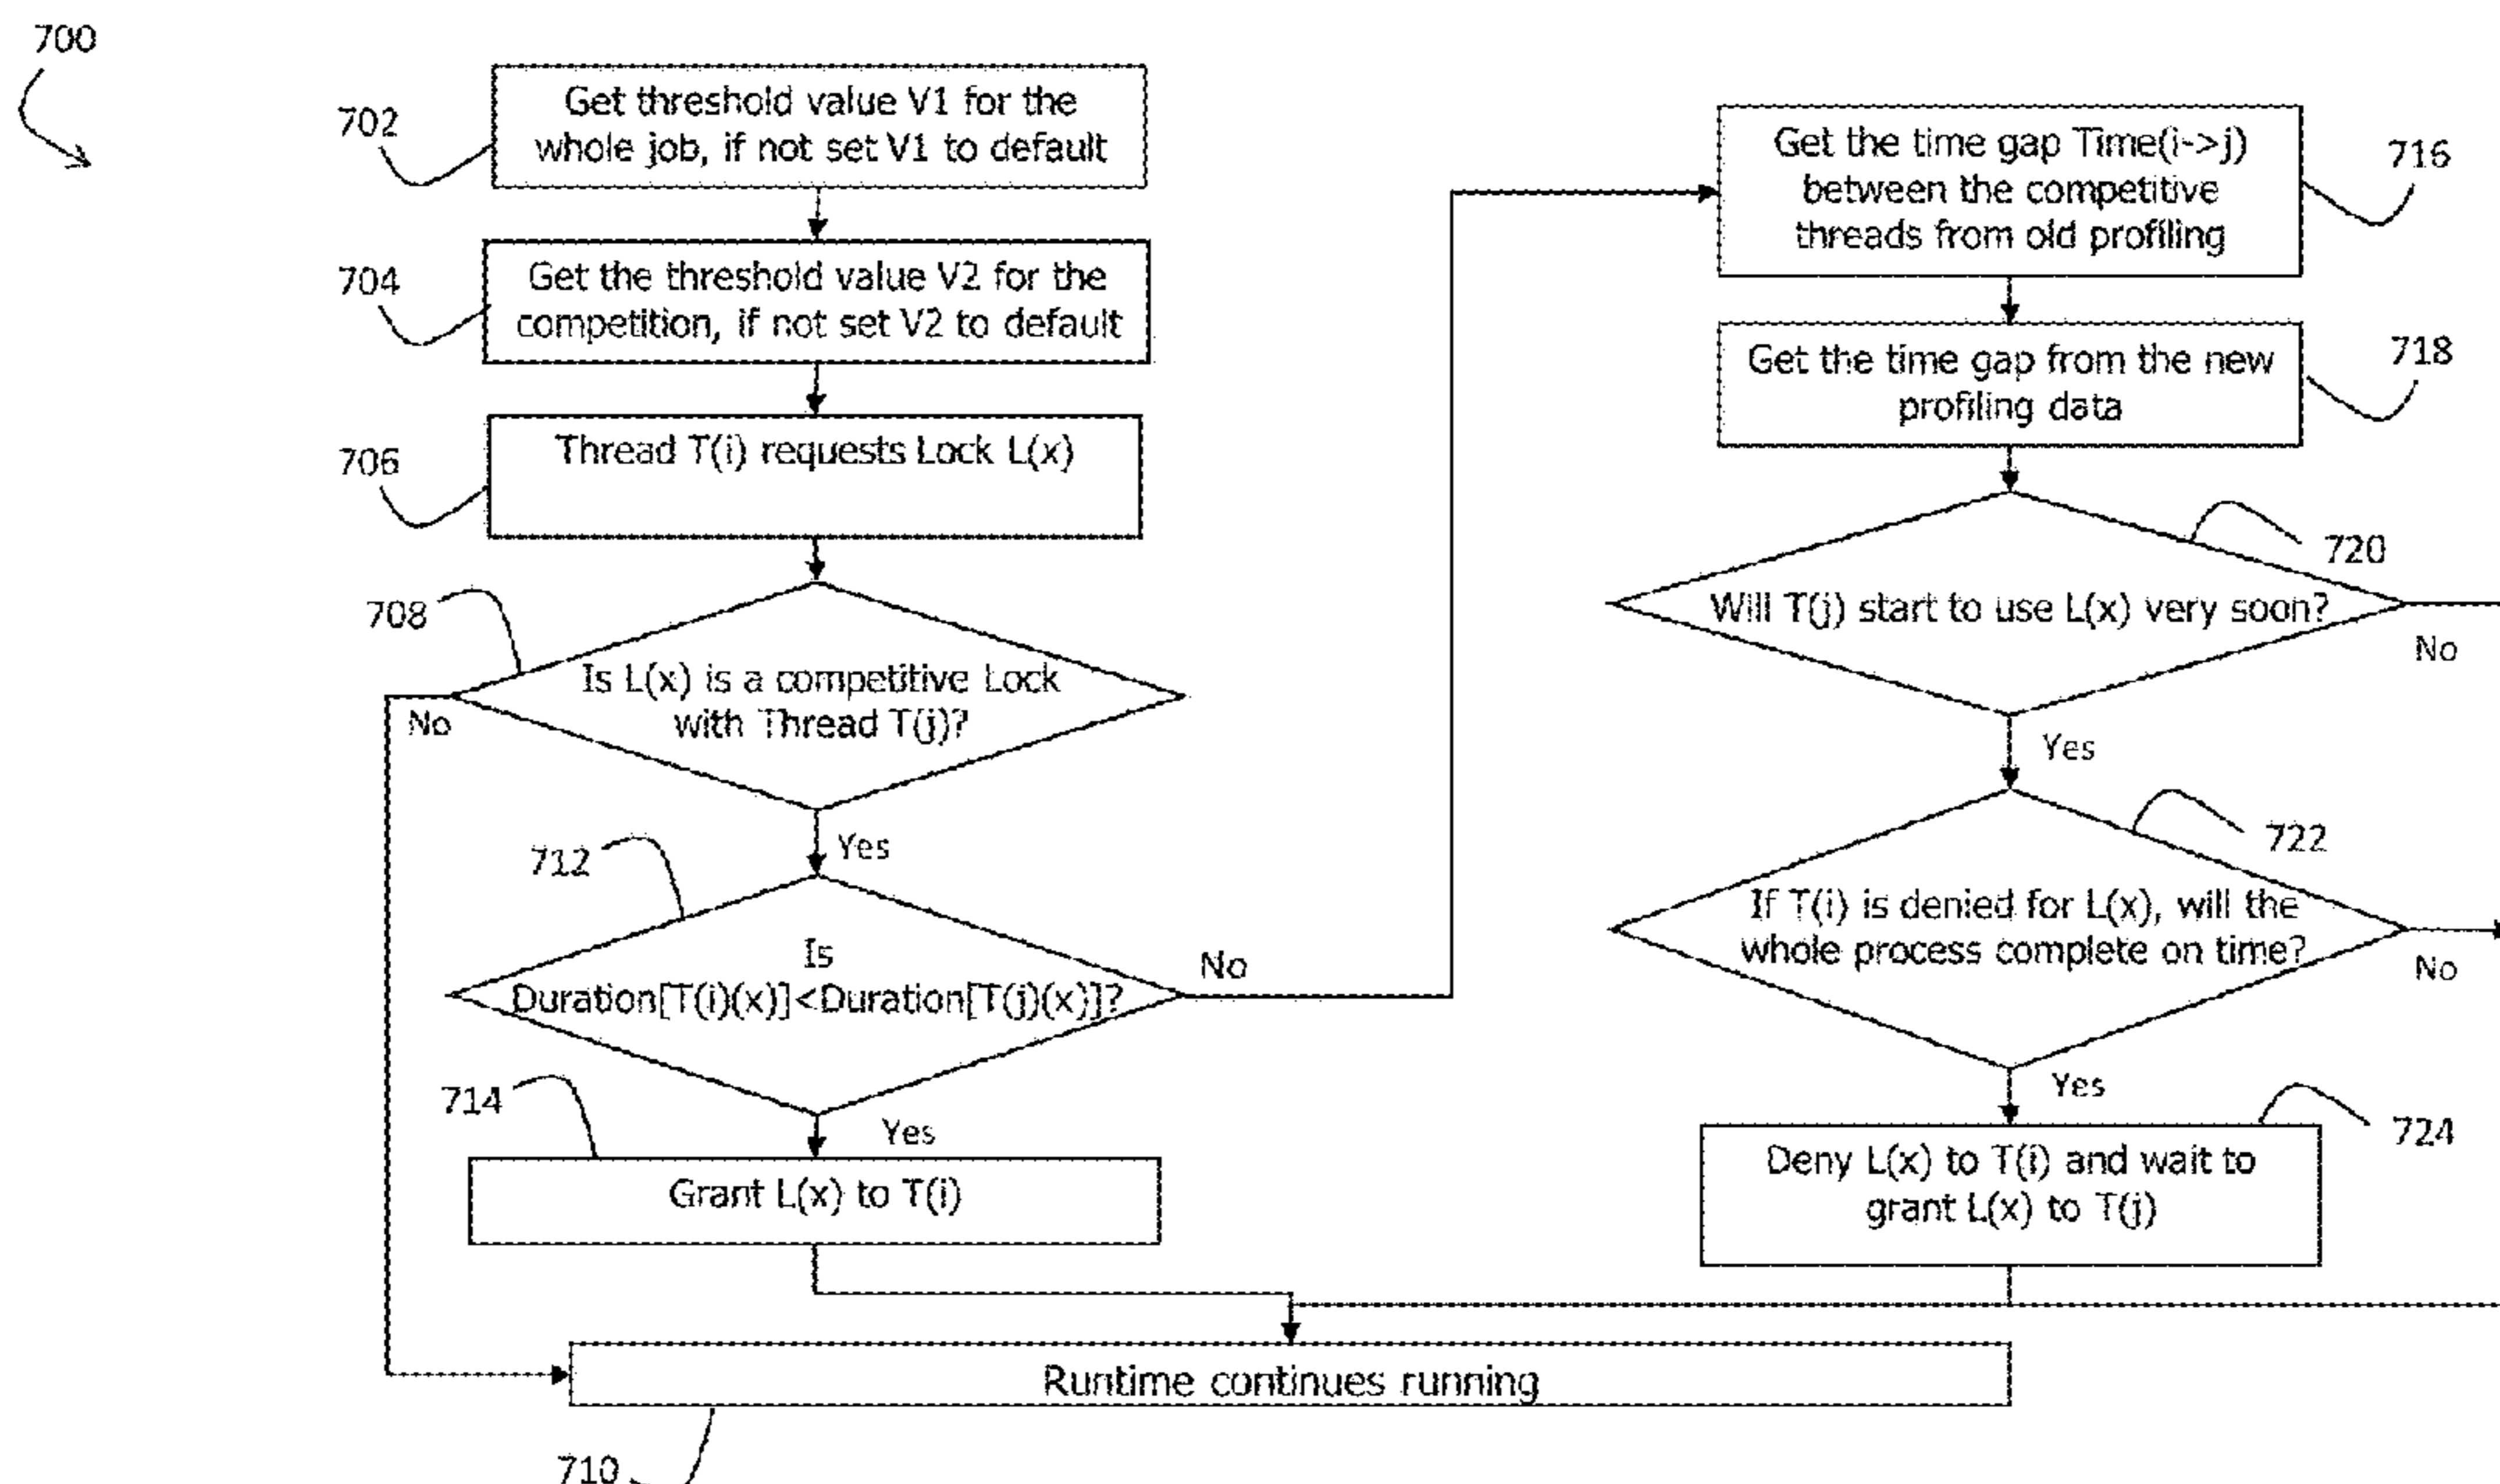 700
702
Get threshold value V1 for the
whole job, if not set V1 to default
704
Get the threshold value V2 for the
competition, if not set V2 to default
706
Thread T(i) requests Lock L(x)
708
Is L(x) is a competitive Lock
with Thread T(j)?
No
Yes
712
Is
Duration[T(i)(x)]<Duration[T(j)(x)]?
No
Yes
714
Grant L(x) to T(i)
Get the time gap Time(i->j)
between the competitive
threads from old profiling
716
Get the time gap from the new
profiling data
718
720
Will T(j) start to use L(x) very soon?
No
Yes
722
If T(i) is denied for L(x), will the
whole process complete on time?
No
Yes
724
Deny L(x) to T(i) and wait to
grant L(x) to T(j)
Runtime continues running
710